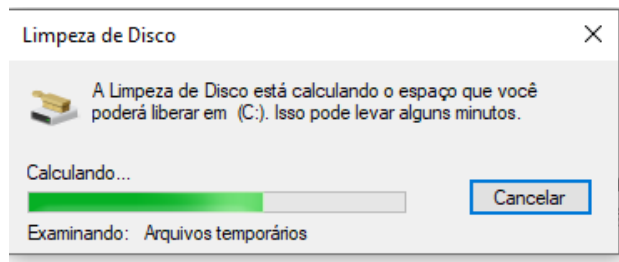 Limpeza de Disco
A Limpeza de Disco está calculando o espaço que você
poderá liberar em (C:). Isso pode levar alguns minutos.
Calculando...
Cancelar
Examinando: Arquivos temporários